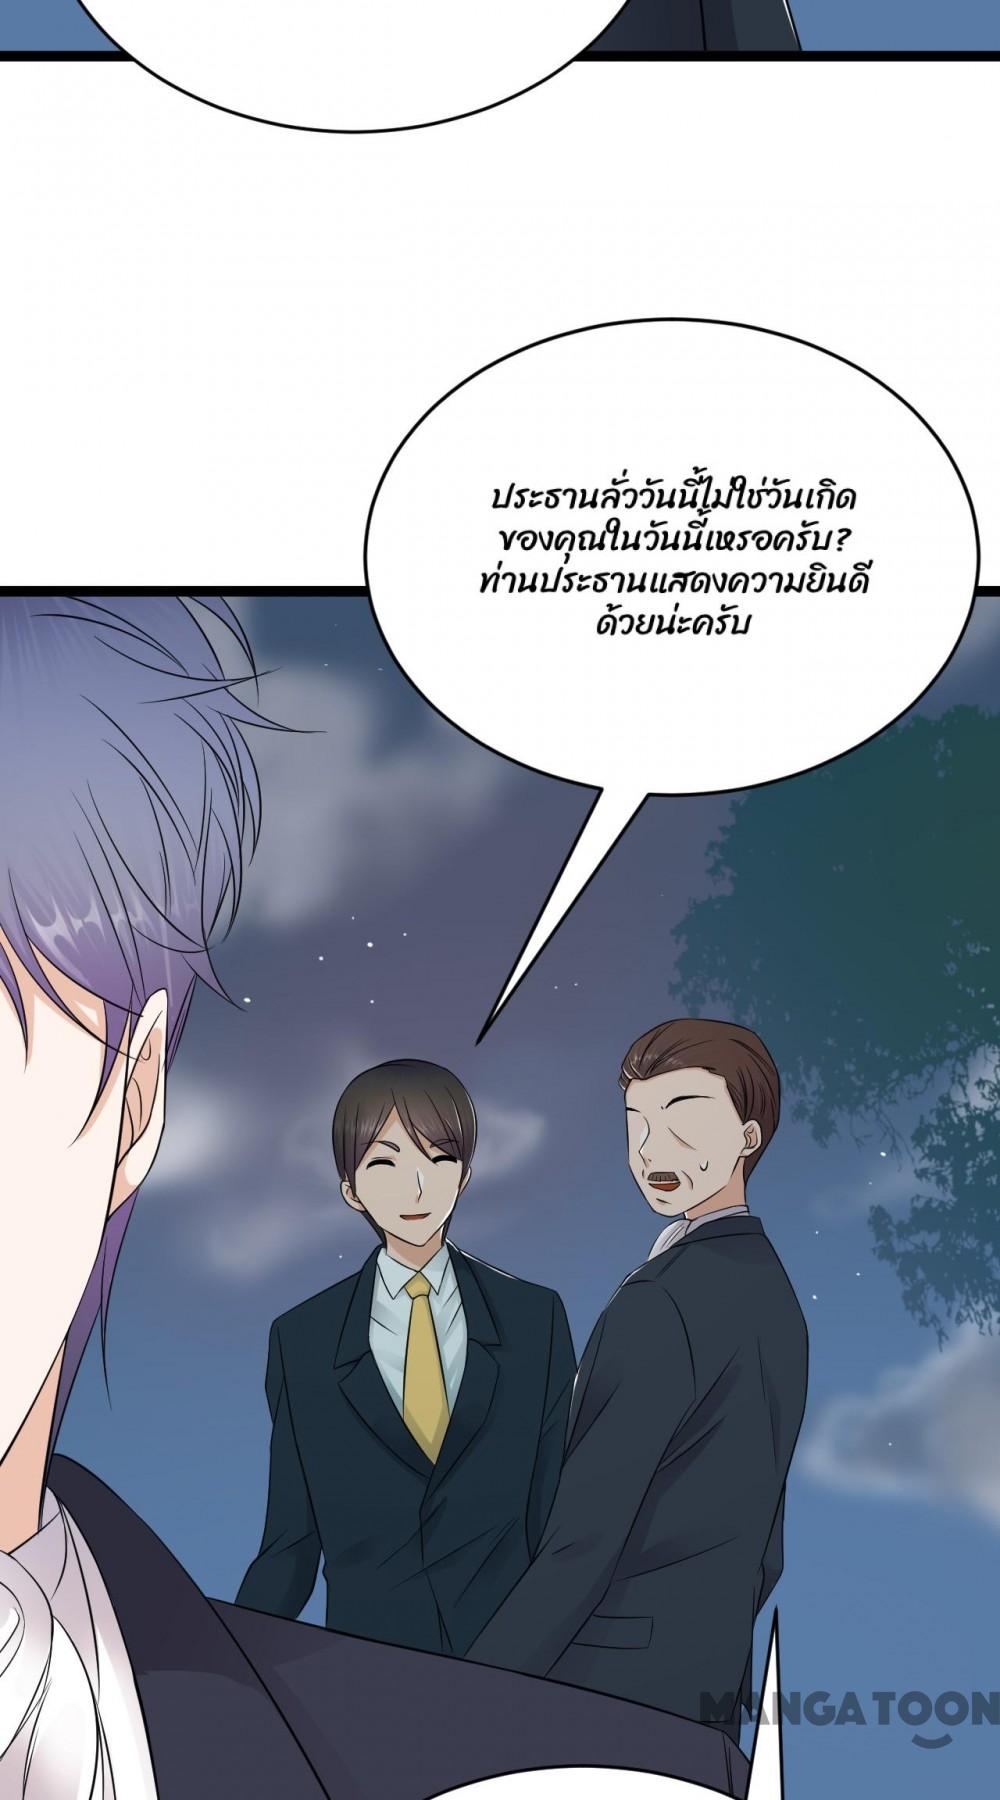 ประธานลั่ววันนี้ไม่ใช่วันเกิด
ของคุณในวันนี้เหรอครับ?
ท่านประธานแสดงความยินดี
ด้วยน่ะครับ
MANGATOON